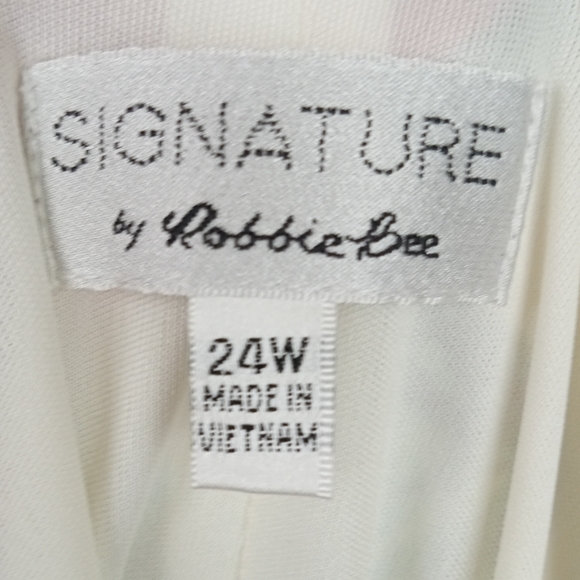 SIGNATURE
by Robbie Bee
24W
MADE IN
VIETNAM